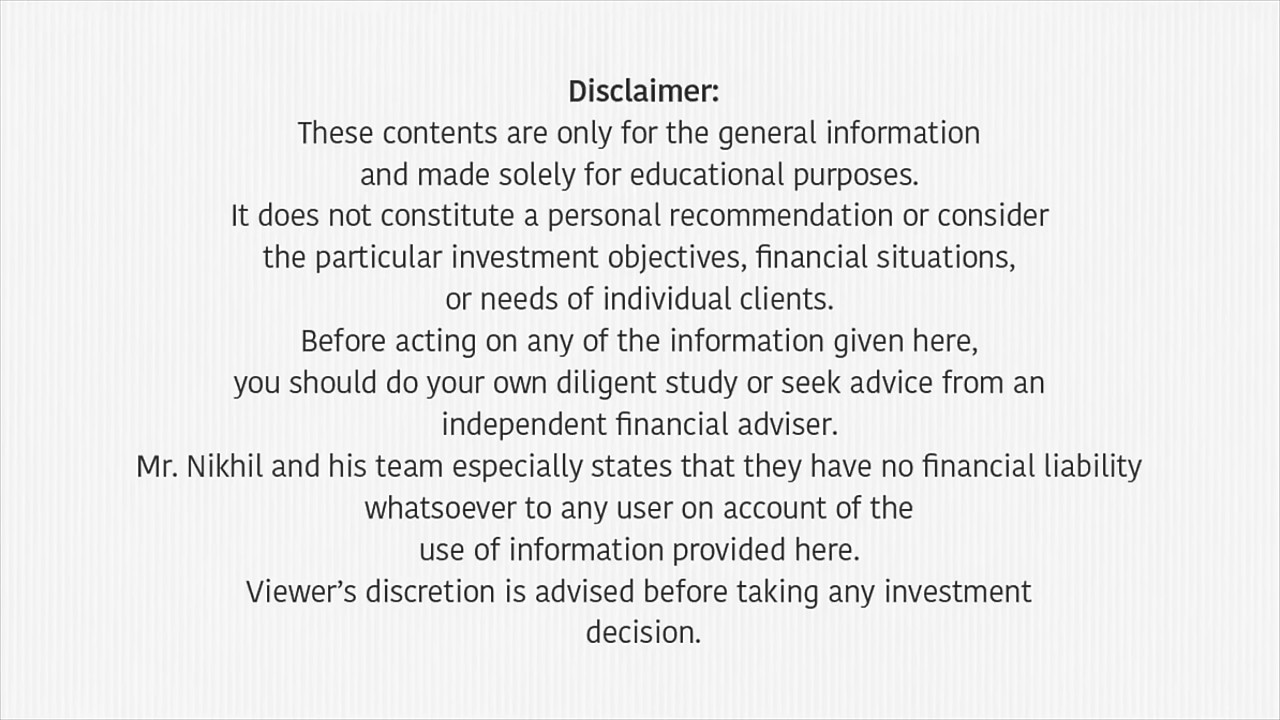 Disclaimer:
These contents are only for the general information
and made solely for educational purposes.
It does not constitute a personal recommendation or consider
the particular investment objectives, financial situations,
or needs of individual clients.
Before acting on any of the information given here,
you should do your own diligent study or seek advice from an
independent financial adviser.
Mr. Nikhil and his team especially states that they have no financial liability
whatsoever to any user on account of the
use of information provided here.
Viewer’s discretion is advised before taking any investment
decision.